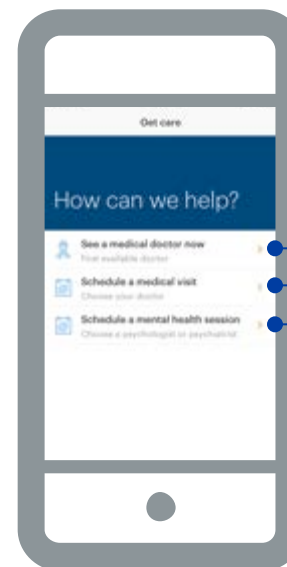 Get care
How can we help?
See a medical doctor now
First available doctor
Schedule a medical visit
Choose your doctor
Schedule a mental health session
Choose a psychologist or psychiatrist